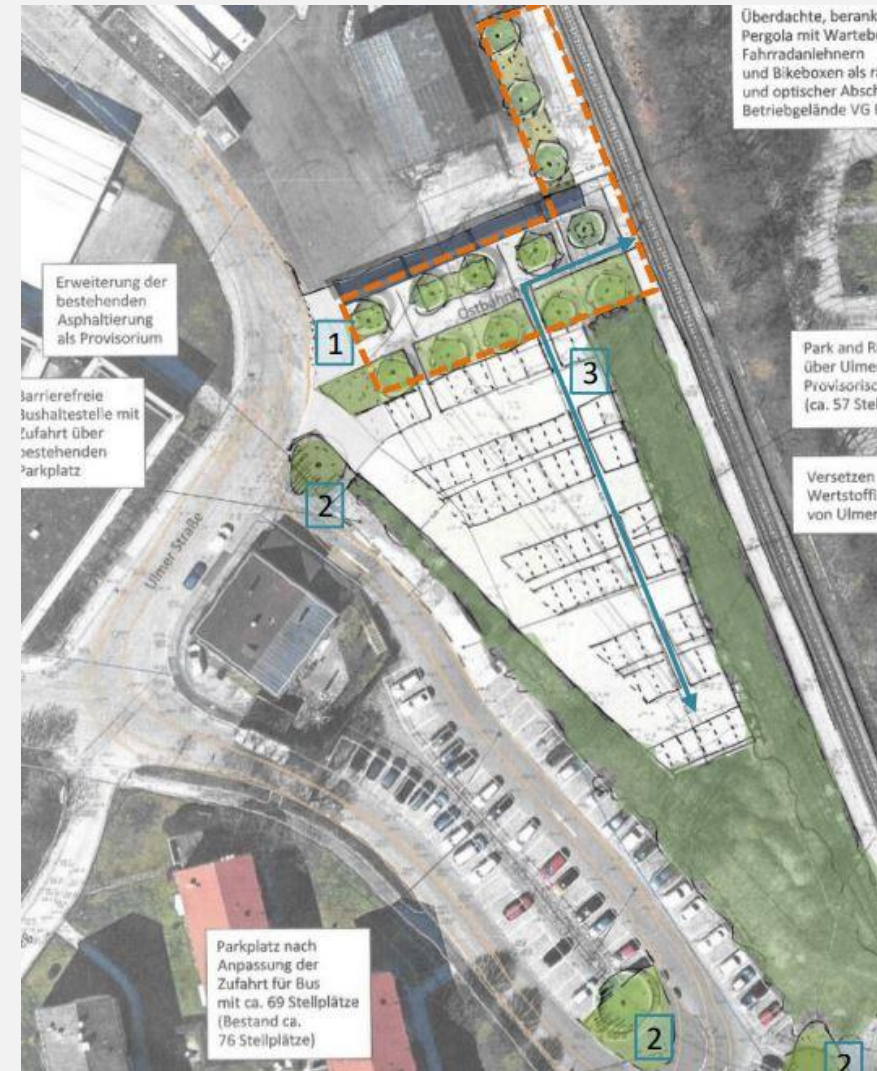 Überdachte, berank
Pergola mit Wartebe
Fahrradanlehnern
und Bikeboxen als ra
und optischer Absch
Betriebgelände VG
Erweiterung der
bestehenden
Asphaltierung
als Provisorium
1
Ostbahn
3
Park and R
über Ulmer
Provisorisc
(ca. 57 Stel
Barrierefreie
Bushaltestelle mit
Zufahrt über
bestehenden
Parkplatz
2
Versetzen
Wertstoffi
von Ulmer
Ulmer Straße
Parkplatz nach
Anpassung der
Zufahrt für Bus
mit ca. 69 Stellplätze
(Bestand ca.
76 Stellplätze)
2
2